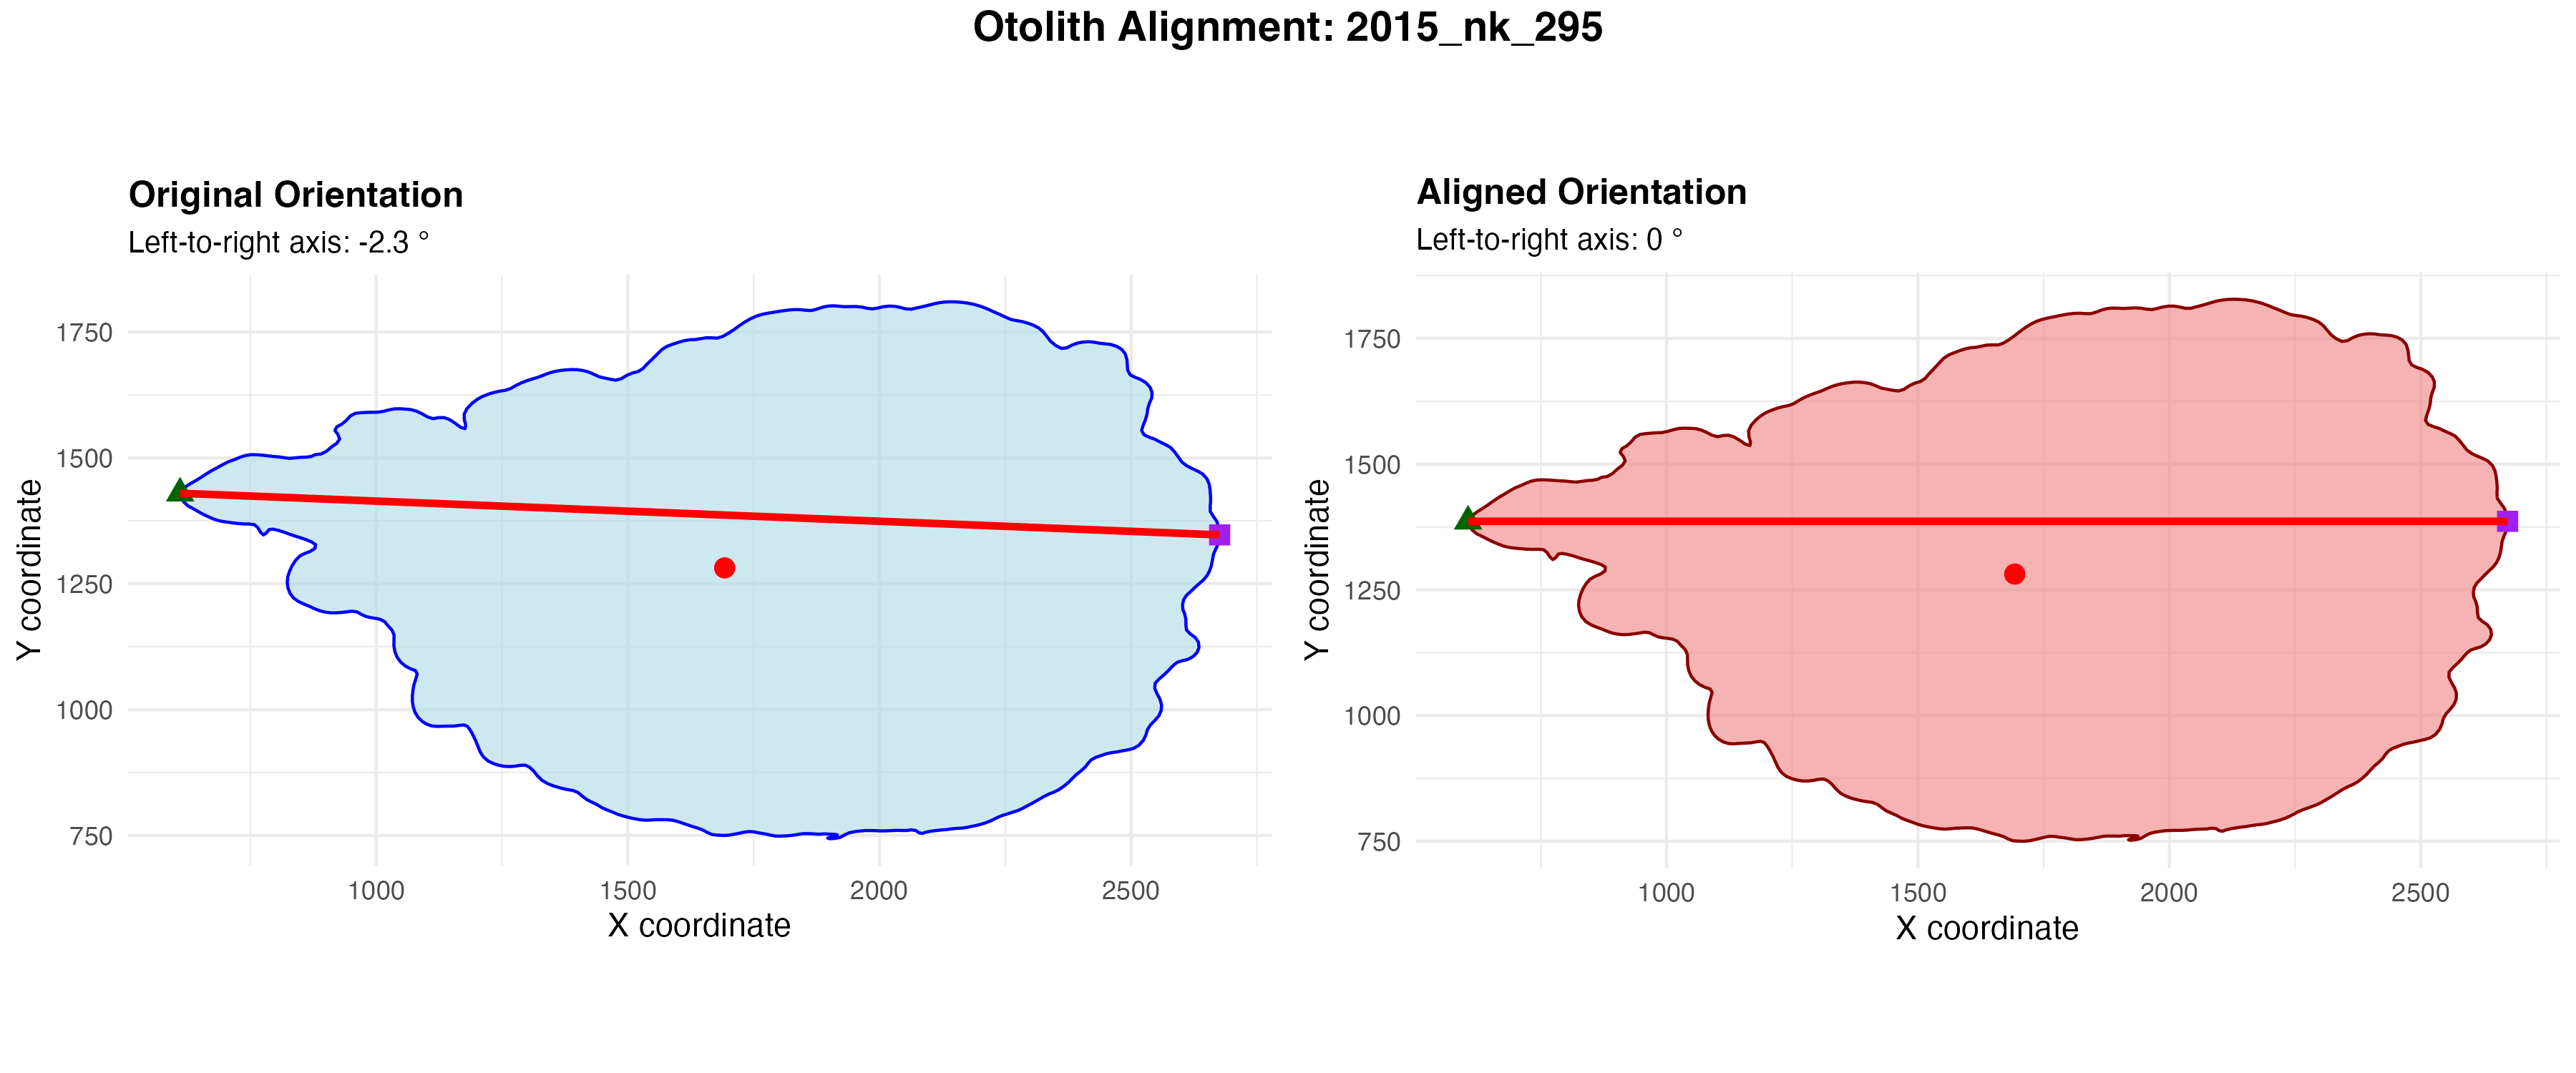 Otolith Alignment: 2015_nk_295
Original Orientation
Left-to-right axis: -2.3 °
Y coordinate
1750
1500
1250
1000
750
1000 1500 2000 2500
X coordinate
Aligned Orientation
Left-to-right axis: 0 °
Y coordinate
1750
1500
1250
1000
750
1000 1500 2000 2500
X coordinate